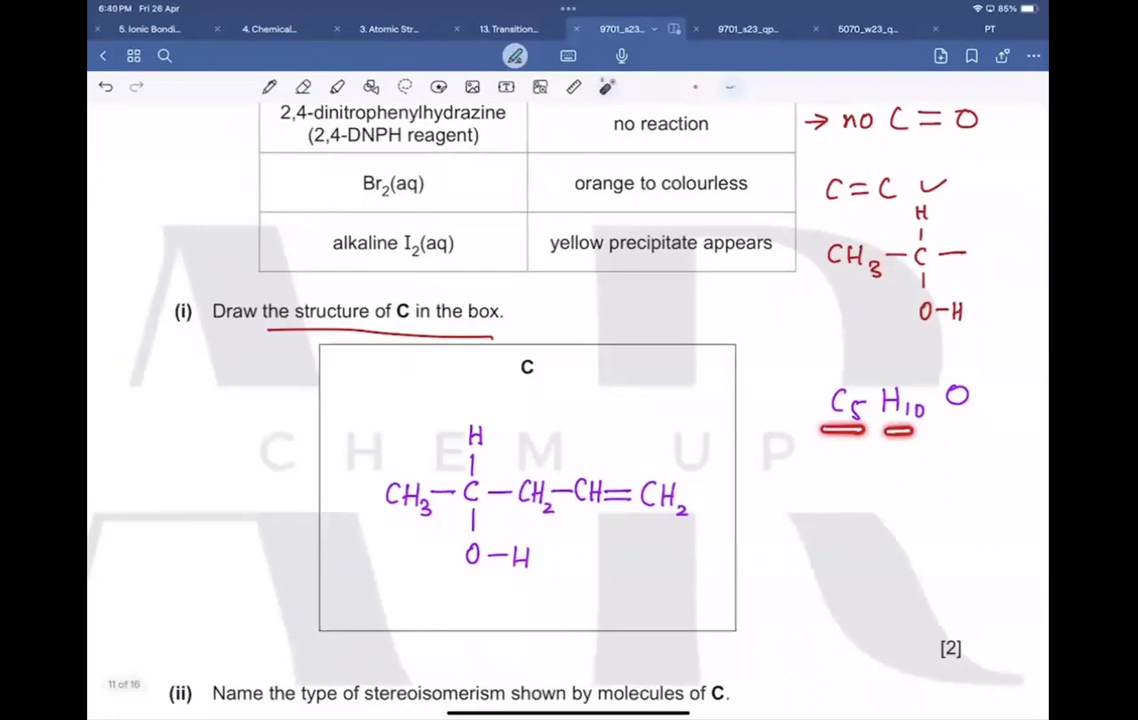 6:40PM Fri 26 Apr
85%
5. Ionic Bondi...
4. Chemical...
3. Atomic Str...
13. Transition...
9701_s23...
9701_s23_qp...
5070_w23_q...
PT
2,4-dinitrophenylhydrazine
(2,4-DNPH reagent)
no reaction
→ no C = O
Br₂(aq)
orange to colourless
C = C ✓
alkaline I₂(aq)
yellow precipitate appears
H
|
CH₃ — C —
|
O–H
(i) Draw the structure of C in the box.
C
C₅ H₁₀ O
H
|
CH₃ — C — CH₂ — CH = CH₂
|
O — H
CHEM UP
[2]
11 of 16
(ii) Name the type of stereoisomerism shown by molecules of C.